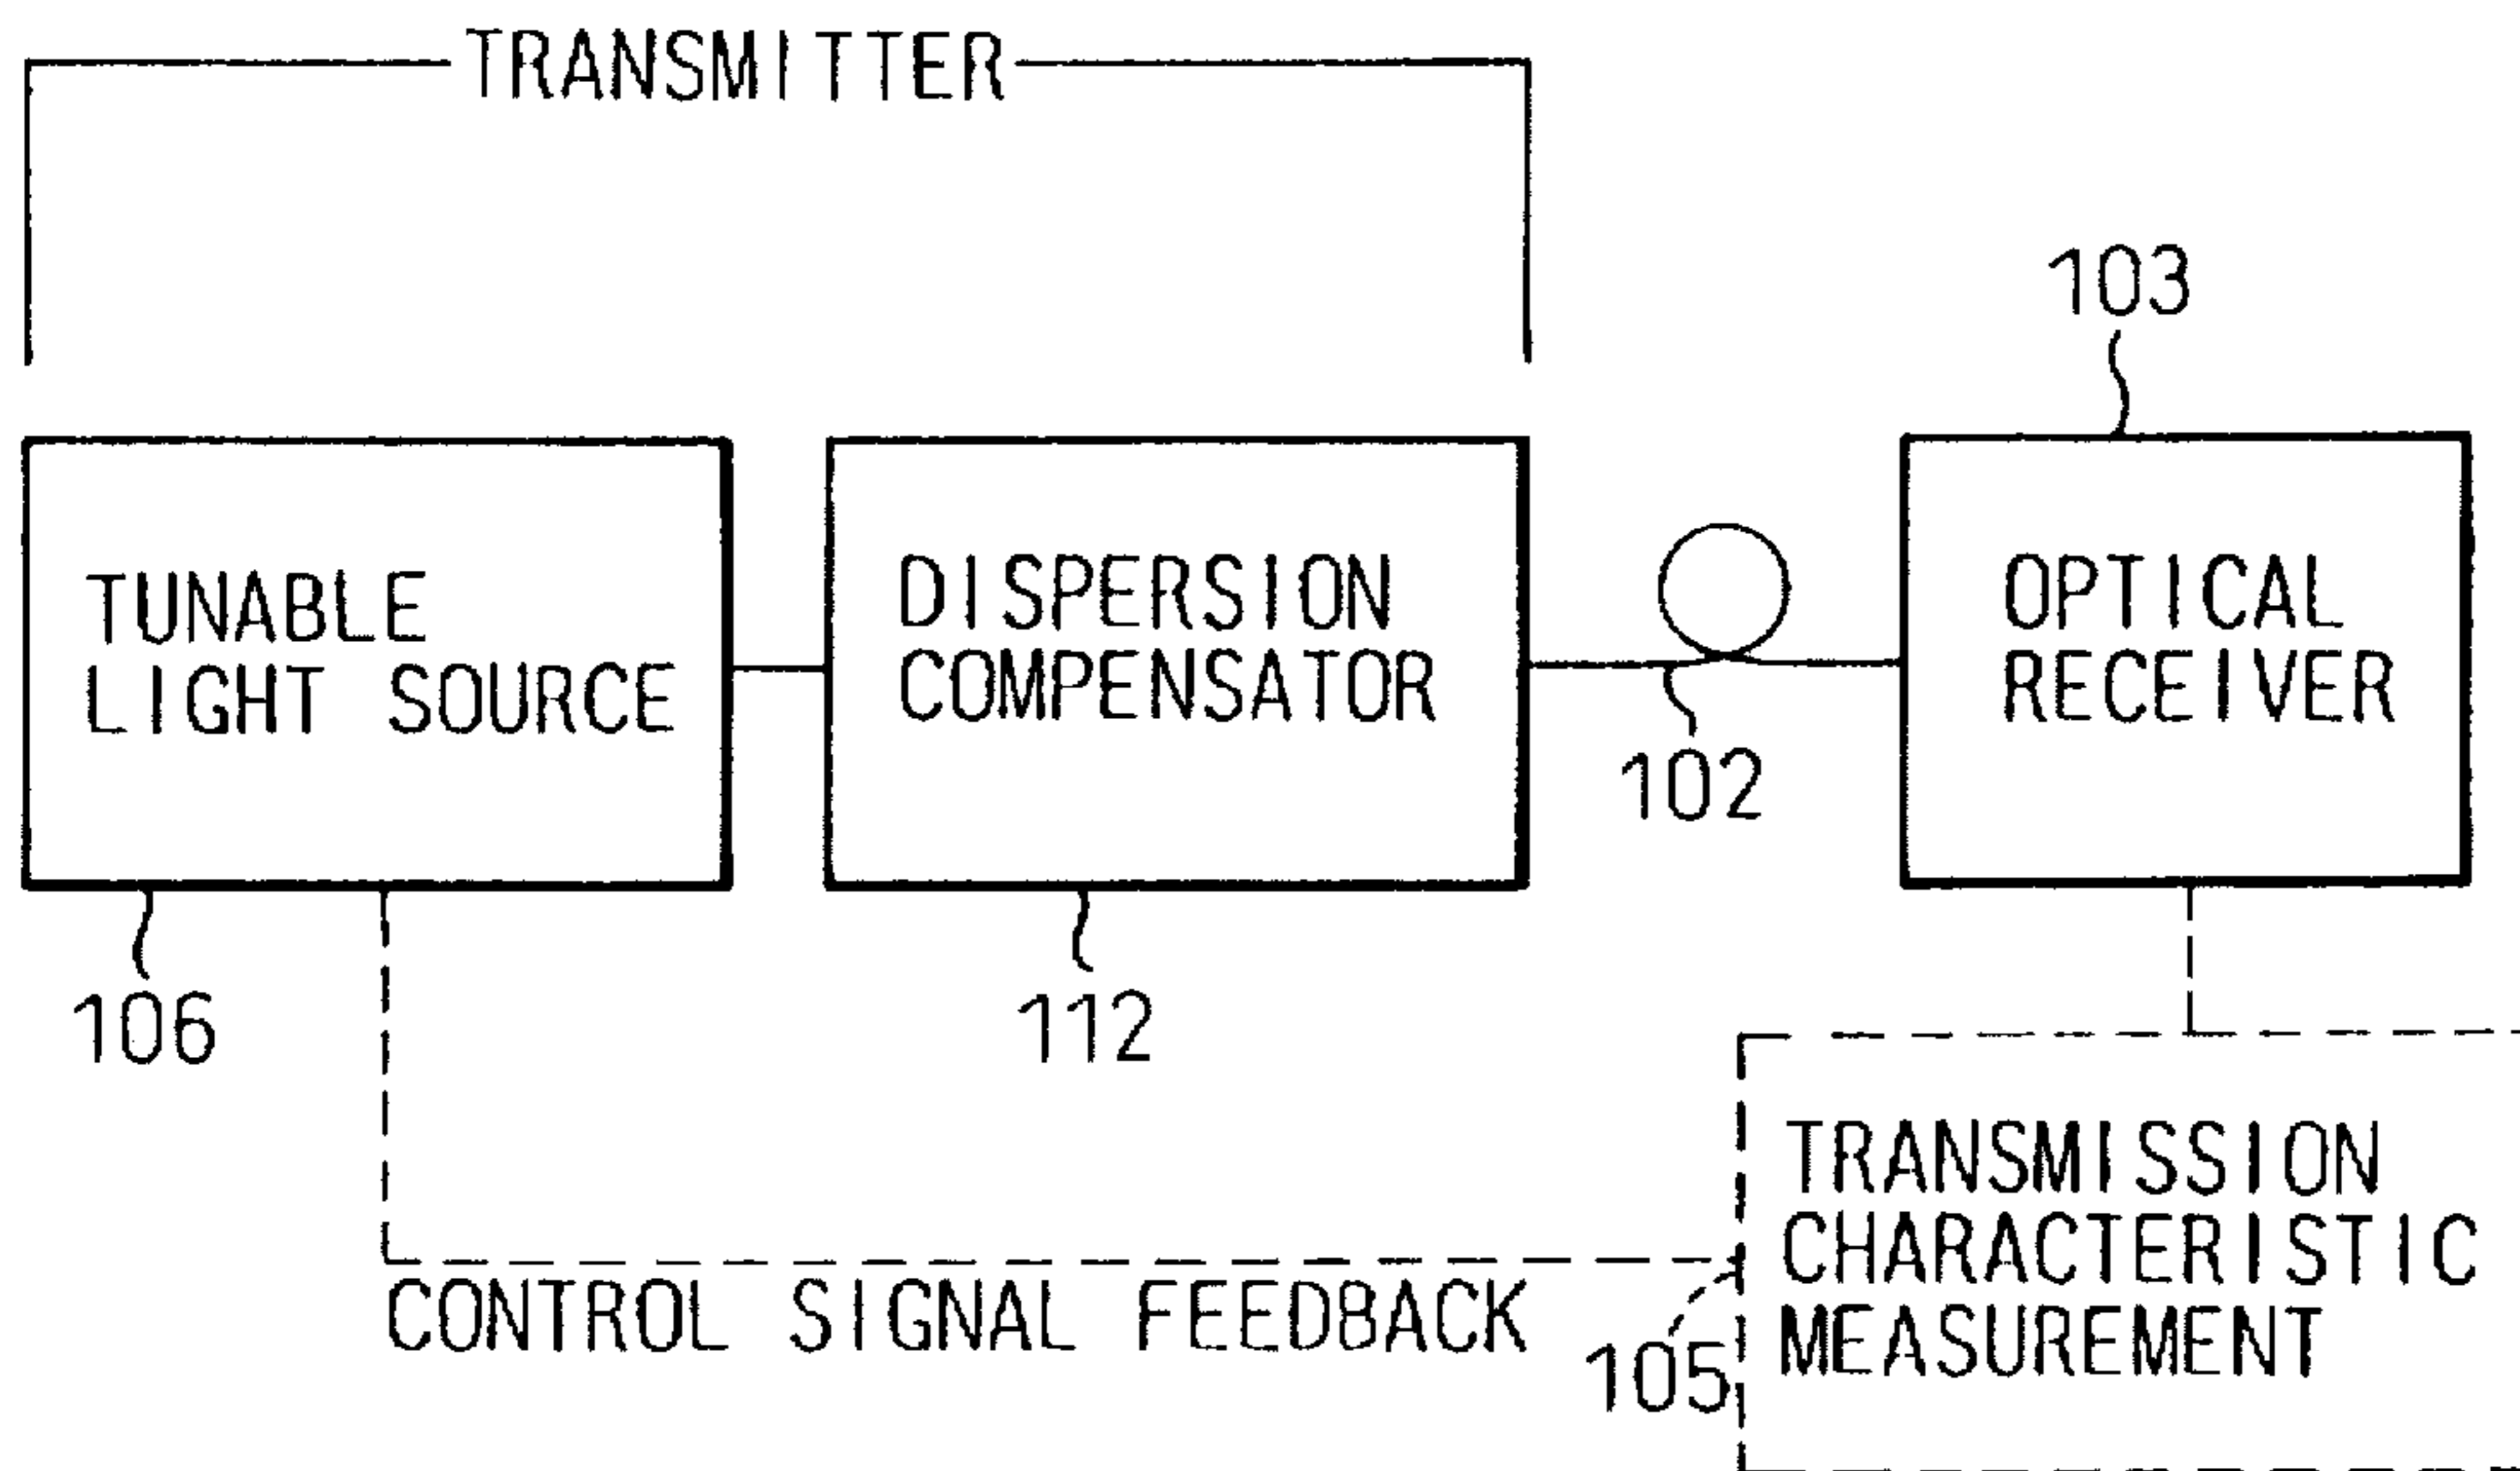 TRANSMITTER
103
TUNABLE
LIGHT SOURCE
DISPERSION
COMPENSATOR
OPTICAL
RECEIVER
102
106
112
TRANSMISSION
CHARACTERISTIC
MEASUREMENT
CONTROL SIGNAL FEEDBACK
105